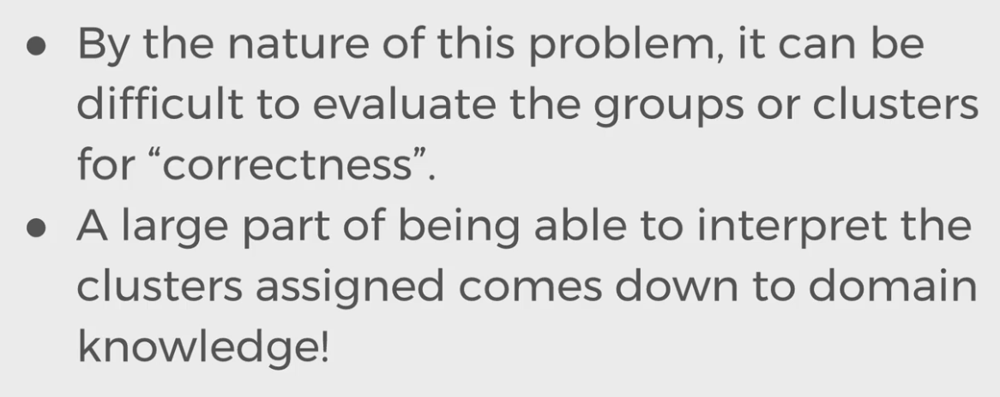 ● By the nature of this problem, it can be
difficult to evaluate the groups or clusters
for “correctness”.
● A large part of being able to interpret the
clusters assigned comes down to domain
knowledge!